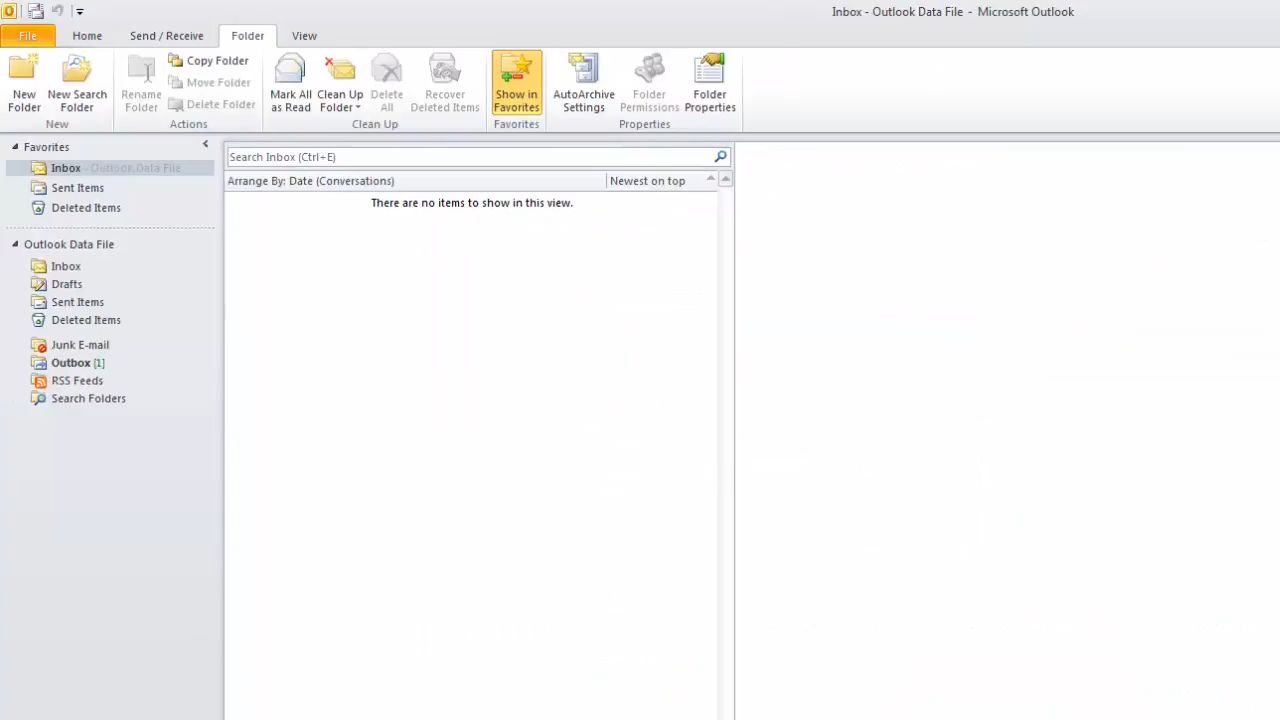 Inbox - Outlook Data File - Microsoft Outlook
File Home Send / Receive Folder View
New Folder
New Search Folder
Rename Folder
Copy Folder
Move Folder
Delete Folder
Mark All as Read
Clean Up Folder
Delete All
Recover Deleted Items
Show in Favorites
AutoArchive Settings
Folder Permissions
Folder Properties
New Actions Clean Up Favorites Properties
Favorites
Inbox - Outlook Data File
Sent Items
Deleted Items
Outlook Data File
Inbox
Drafts
Sent Items
Deleted Items
Junk E-mail
Outbox [1]
RSS Feeds
Search Folders
Search Inbox (Ctrl+E)
Arrange By: Date (Conversations) Newest on top
There are no items to show in this view.